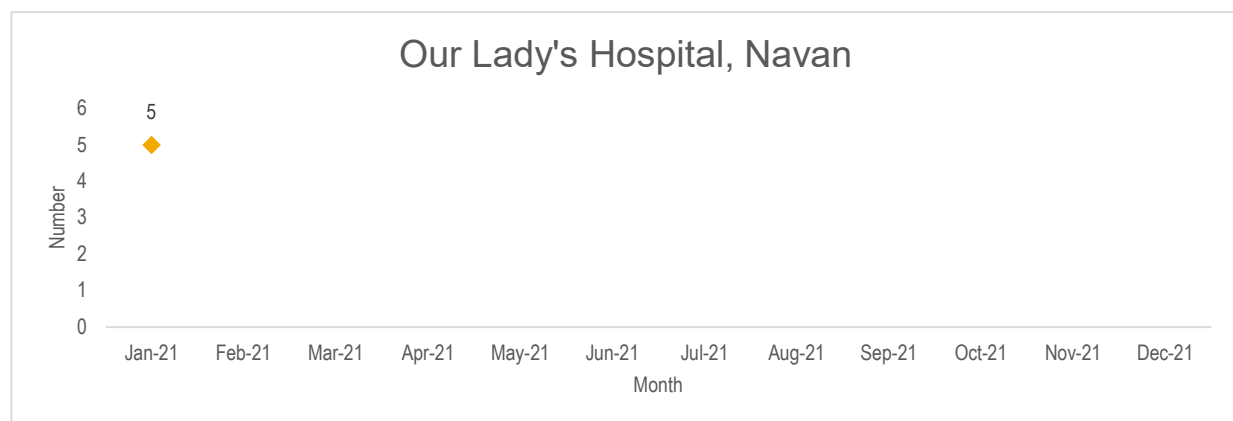 Our Lady's Hospital, Navan
6
5
5
4
3
2
1
0
Number
Jan-21 Feb-21 Mar-21 Apr-21 May-21 Jun-21 Jul-21 Aug-21 Sep-21 Oct-21 Nov-21 Dec-21
Month